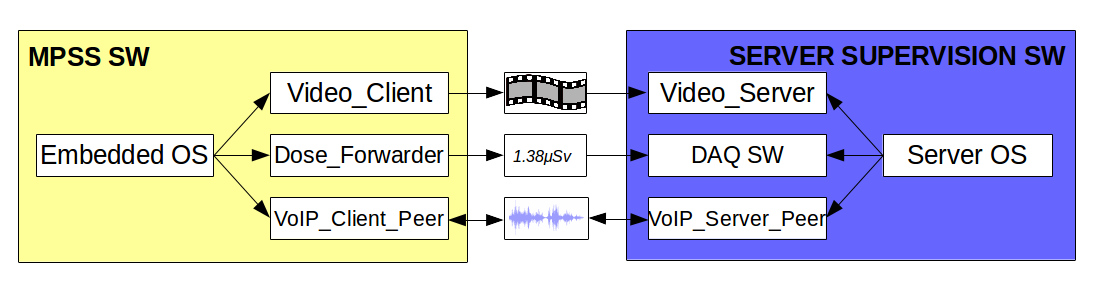 MPSS SW
SERVER SUPERVISION SW
Video_Client
Video_Server
Embedded OS
Dose_Forwarder
1.38µSv
DAQ SW
Server OS
VoIP_Client_Peer
VoIP_Server_Peer